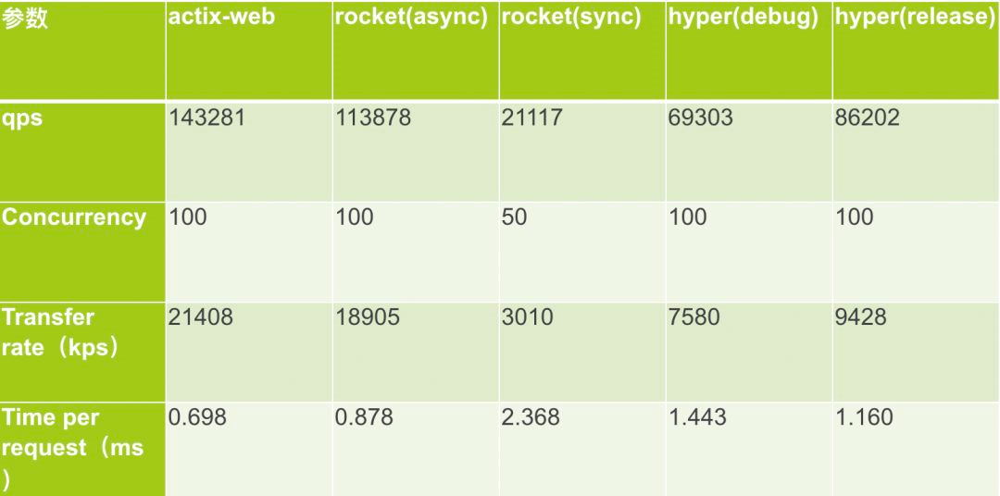 参数 actix-web rocket(async) rocket(sync) hyper(debug) hyper(release)
qps 143281 113878 21117 69303 86202
Concurrency 100 100 50 100 100
Transfer 21408 18905 3010 7580 9428
rate（kps）
Time per 0.698 0.878 2.368 1.443 1.160
request（ms
）